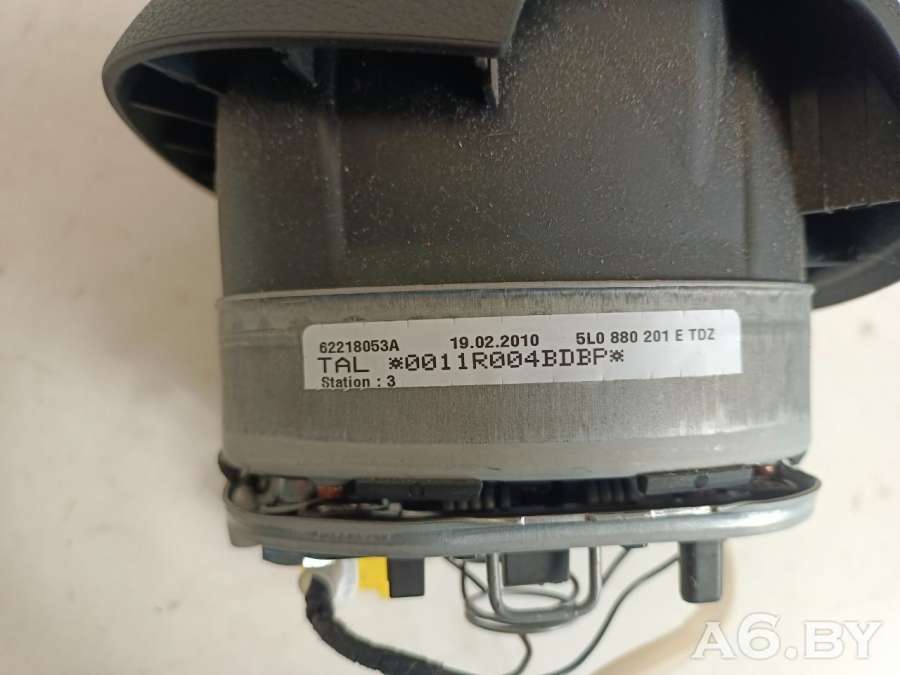 62218053A 19.02.2010 5L0 880 201 E TDZ
TAL *0011R004BDBP*
Station : 3
A6.BY